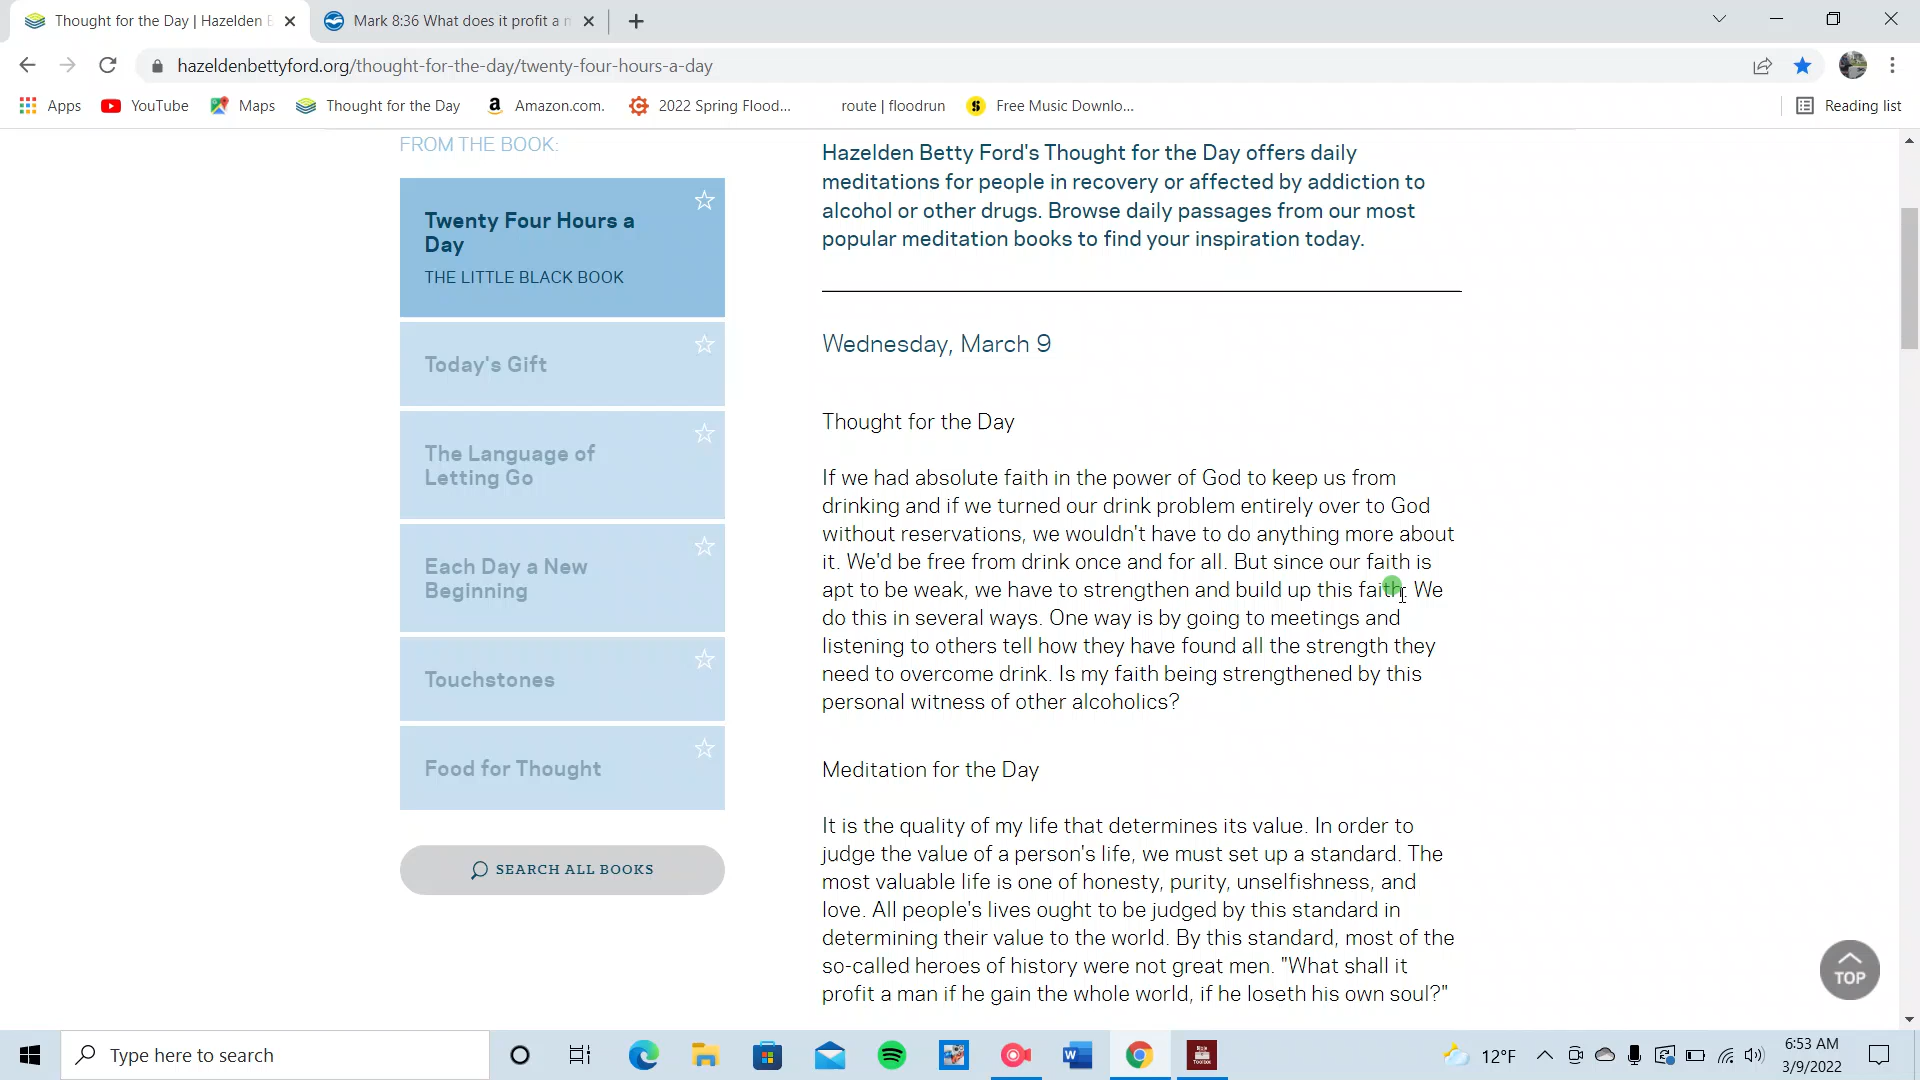 Thought for the Day | Hazelden B
Mark 8:36 What does it profit a m
hazeldenbettyford.org/thought-for-the-day/twenty-four-hours-a-day
Apps
YouTube
Maps
Thought for the Day
Amazon.com.
2022 Spring Flood...
route | floodrun
Free Music Downlo...
Reading list
FROM THE BOOK:
Twenty Four Hours a
Day
THE LITTLE BLACK BOOK
Today's Gift
The Language of
Letting Go
Each Day a New
Beginning
Touchstones
Food for Thought
SEARCH ALL BOOKS
Hazelden Betty Ford's Thought for the Day offers daily
meditations for people in recovery or affected by addiction to
alcohol or other drugs. Browse daily passages from our most
popular meditation books to find your inspiration today.
Wednesday, March 9
Thought for the Day
If we had absolute faith in the power of God to keep us from
drinking and if we turned our drink problem entirely over to God
without reservations, we wouldn't have to do anything more about
it. We'd be free from drink once and for all. But since our faith is
apt to be weak, we have to strengthen and build up this faith. We
do this in several ways. One way is by going to meetings and
listening to others tell how they have found all the strength they
need to overcome drink. Is my faith being strengthened by this
personal witness of other alcoholics?
Meditation for the Day
It is the quality of my life that determines its value. In order to
judge the value of a person's life, we must set up a standard. The
most valuable life is one of honesty, purity, unselfishness, and
love. All people's lives ought to be judged by this standard in
determining their value to the world. By this standard, most of the
so-called heroes of history were not great men. "What shall it
profit a man if he gain the whole world, if he loseth his own soul?"
TOP
Type here to search
12°F
6:53 AM
3/9/2022